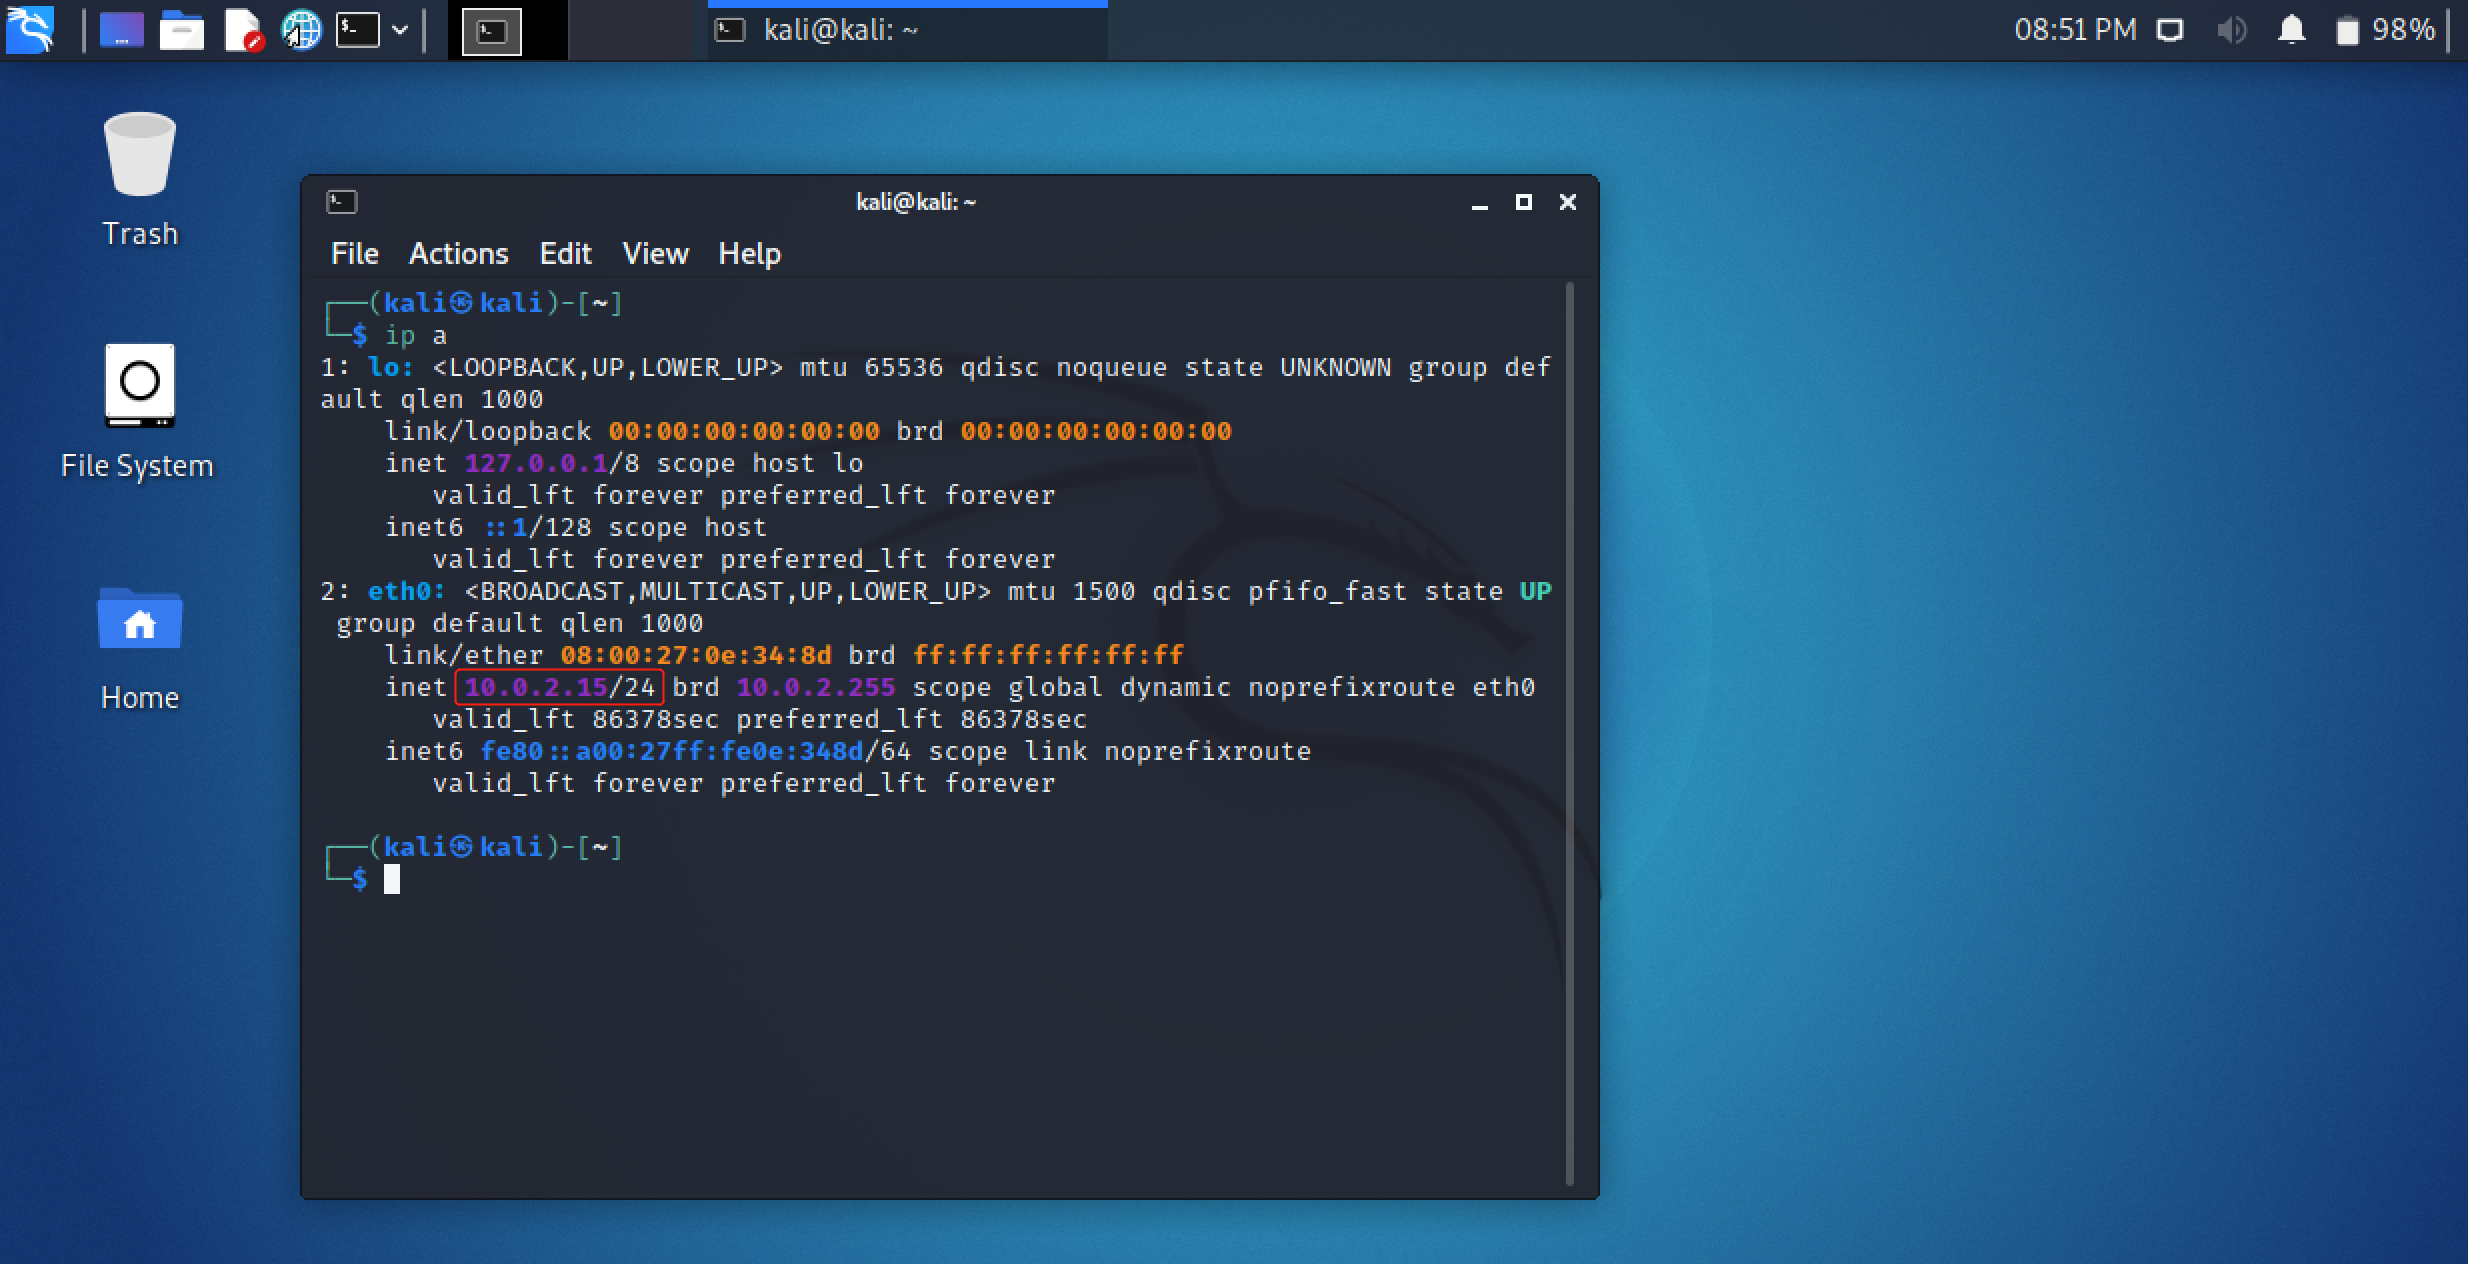 08:51 PM
98%
kali@kali: ~
Trash
File System
Home
kali@kali: ~
File Actions Edit View Help
┌──(kali㉿kali)-[~]
└─$ ip a
1: lo: <LOOPBACK,UP,LOWER_UP> mtu 65536 qdisc noqueue state UNKNOWN group def
ault qlen 1000
    link/loopback 00:00:00:00:00:00 brd 00:00:00:00:00:00
    inet 127.0.0.1/8 scope host lo
       valid_lft forever preferred_lft forever
    inet6 ::1/128 scope host
       valid_lft forever preferred_lft forever
2: eth0: <BROADCAST,MULTICAST,UP,LOWER_UP> mtu 1500 qdisc pfifo_fast state UP
 group default qlen 1000
    link/ether 08:00:27:0e:34:8d brd ff:ff:ff:ff:ff:ff
    inet 10.0.2.15/24 brd 10.0.2.255 scope global dynamic noprefixroute eth0
       valid_lft 86378sec preferred_lft 86378sec
    inet6 fe80::a00:27ff:fe0e:348d/64 scope link noprefixroute
       valid_lft forever preferred_lft forever
┌──(kali㉿kali)-[~]
└─$